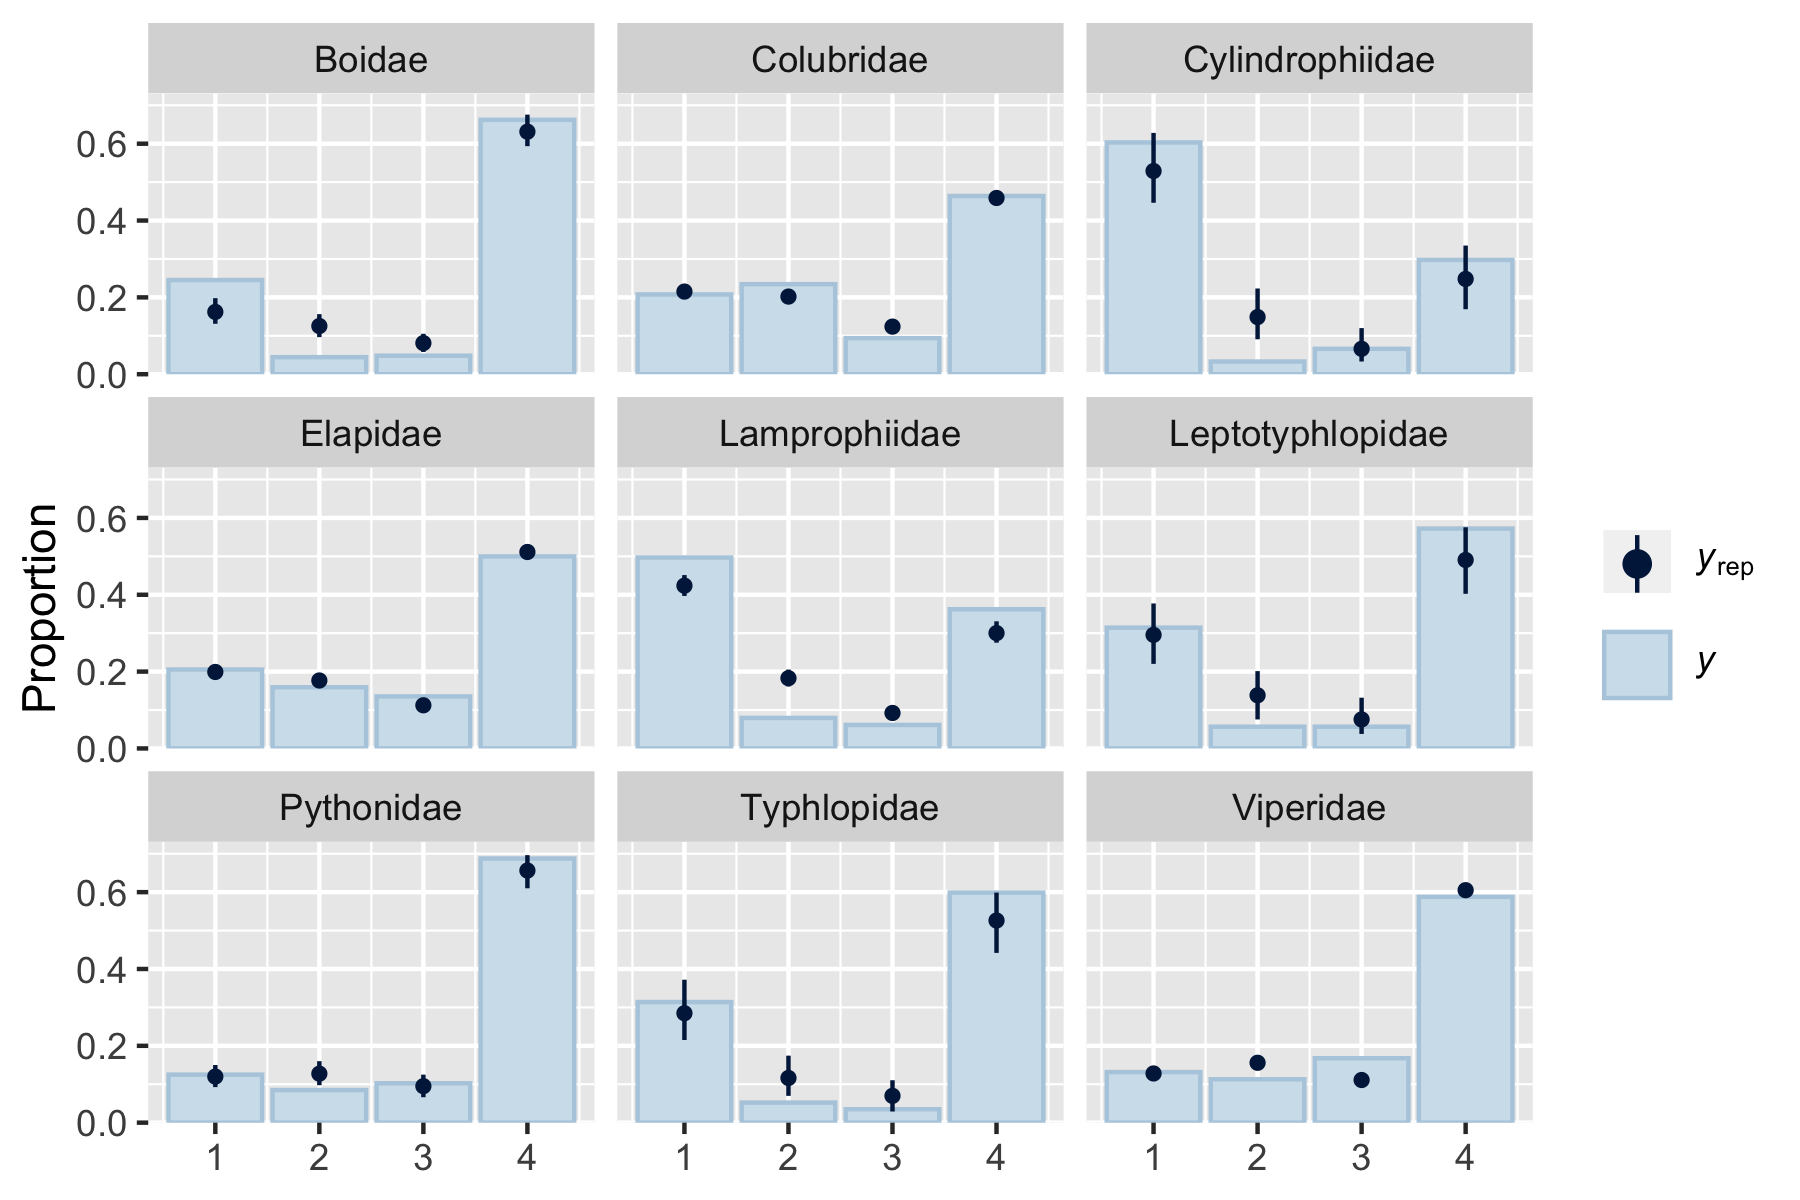 Boidae Colubridae Cylindrophiidae
0.6
0.4
0.2
0.0
Elapidae Lamprophiidae Leptotyphlopidae
0.6
0.4
0.2
0.0
Pythonidae Typhlopidae Viperidae
0.6
0.4
0.2
0.0
1 2 3 4 1 2 3 4 1 2 3 4
Proportion
yrep
y